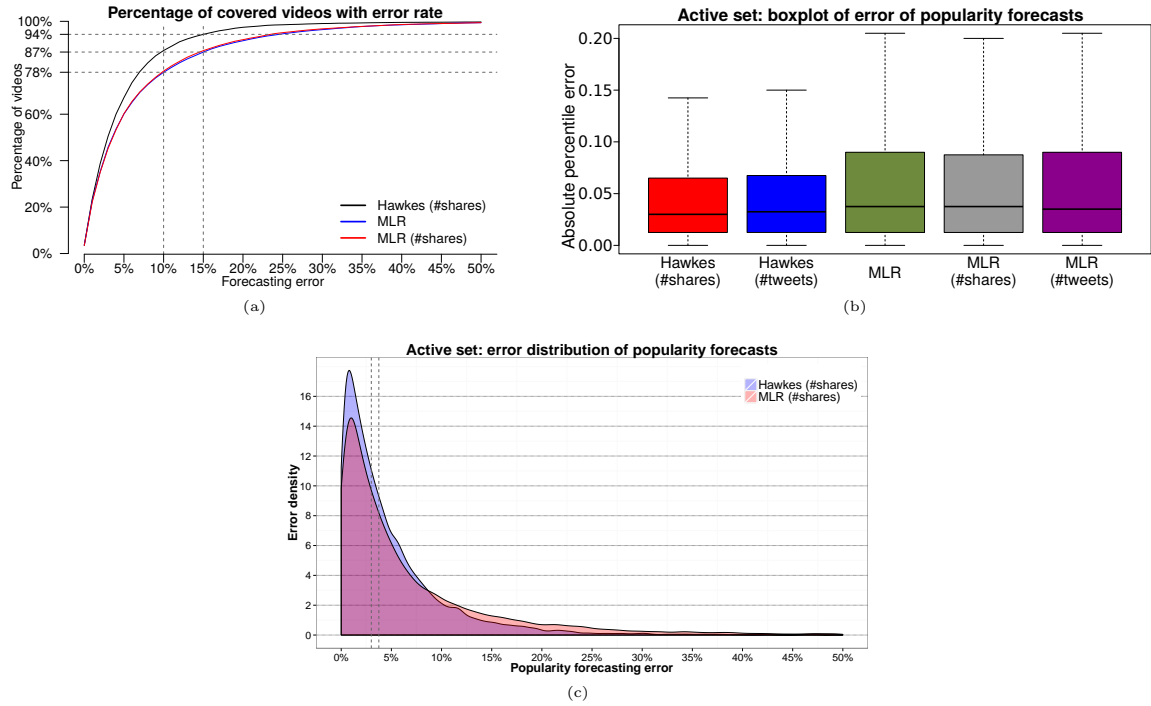 Percentage of covered videos with error rate
Percentage of videos
100%
94%
87%
78%
60%
40%
20%
0%
Hawkes (#shares)
MLR
MLR (#shares)
0% 5% 10% 15% 20% 25% 30% 35% 40% 45% 50%
Forecasting error
(a)
Active set: boxplot of error of popularity forecasts
Absolute percentile error
0.20
0.15
0.10
0.05
0.00
Hawkes (#shares)
Hawkes (#tweets)
MLR
MLR (#shares)
MLR (#tweets)
(b)
Active set: error distribution of popularity forecasts
Error density
16
14
12
10
8
6
4
2
0
Hawkes (#shares)
MLR (#shares)
0% 5% 10% 15% 20% 25% 30% 35% 40% 45% 50%
Popularity forecasting error
(c)